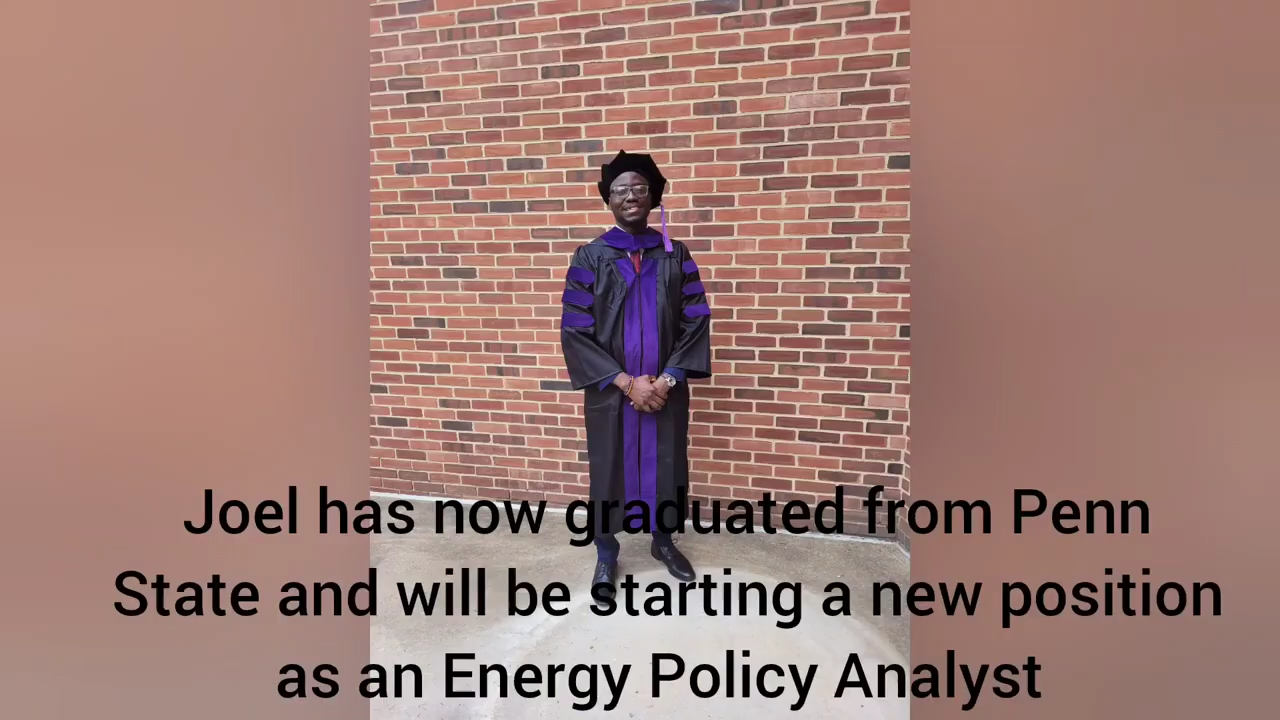 Joel has now graduated from Penn
State and will be starting a new position
as an Energy Policy Analyst